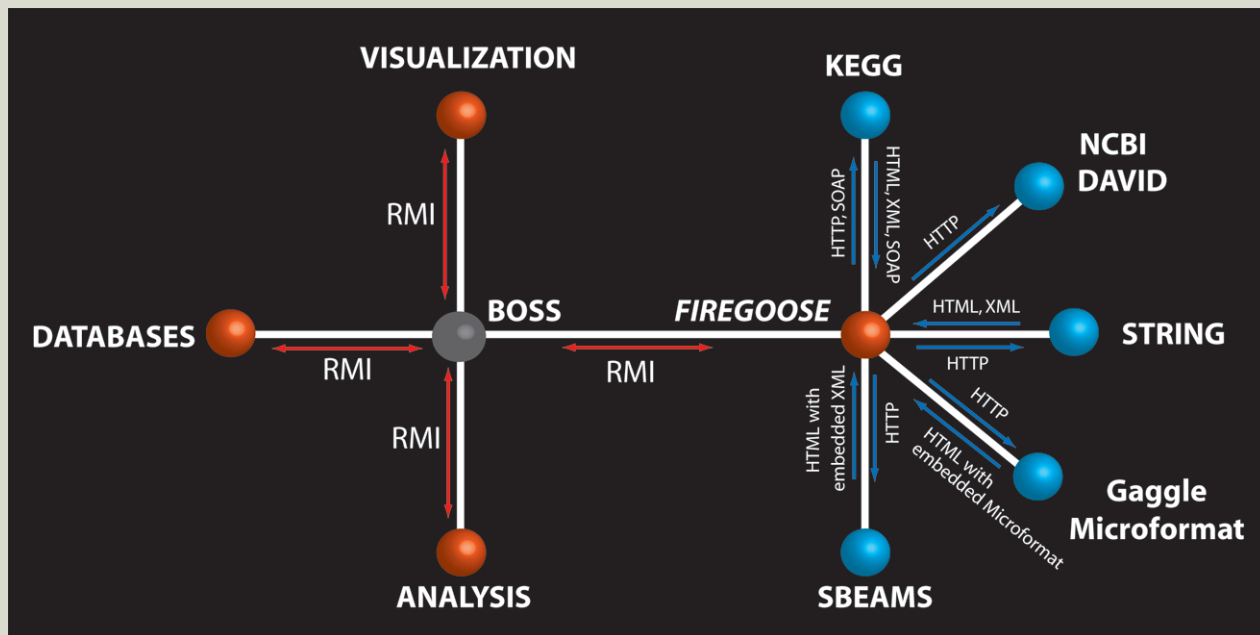 VISUALIZATION
KEGG
NCBI
DAVID
RMI
HTTP, SOAP
HTML, XML, SOAP
HTTP
DATABASES
BOSS
FIREGOOSE
HTML, XML
STRING
RMI
RMI
HTTP
RMI
HTML with
embedded XML
HTTP
HTTP
HTML with
embedded Microformat
Gaggle
Microformat
ANALYSIS
SBEAMS